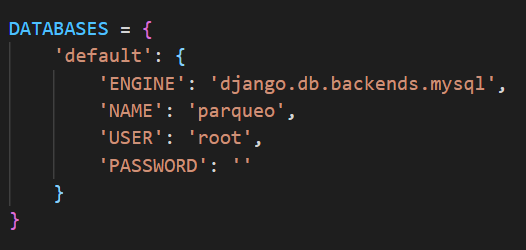 DATABASES = {
    'default': {
        'ENGINE': 'django.db.backends.mysql',
        'NAME': 'parqueo',
        'USER': 'root',
        'PASSWORD': ''
    }
}